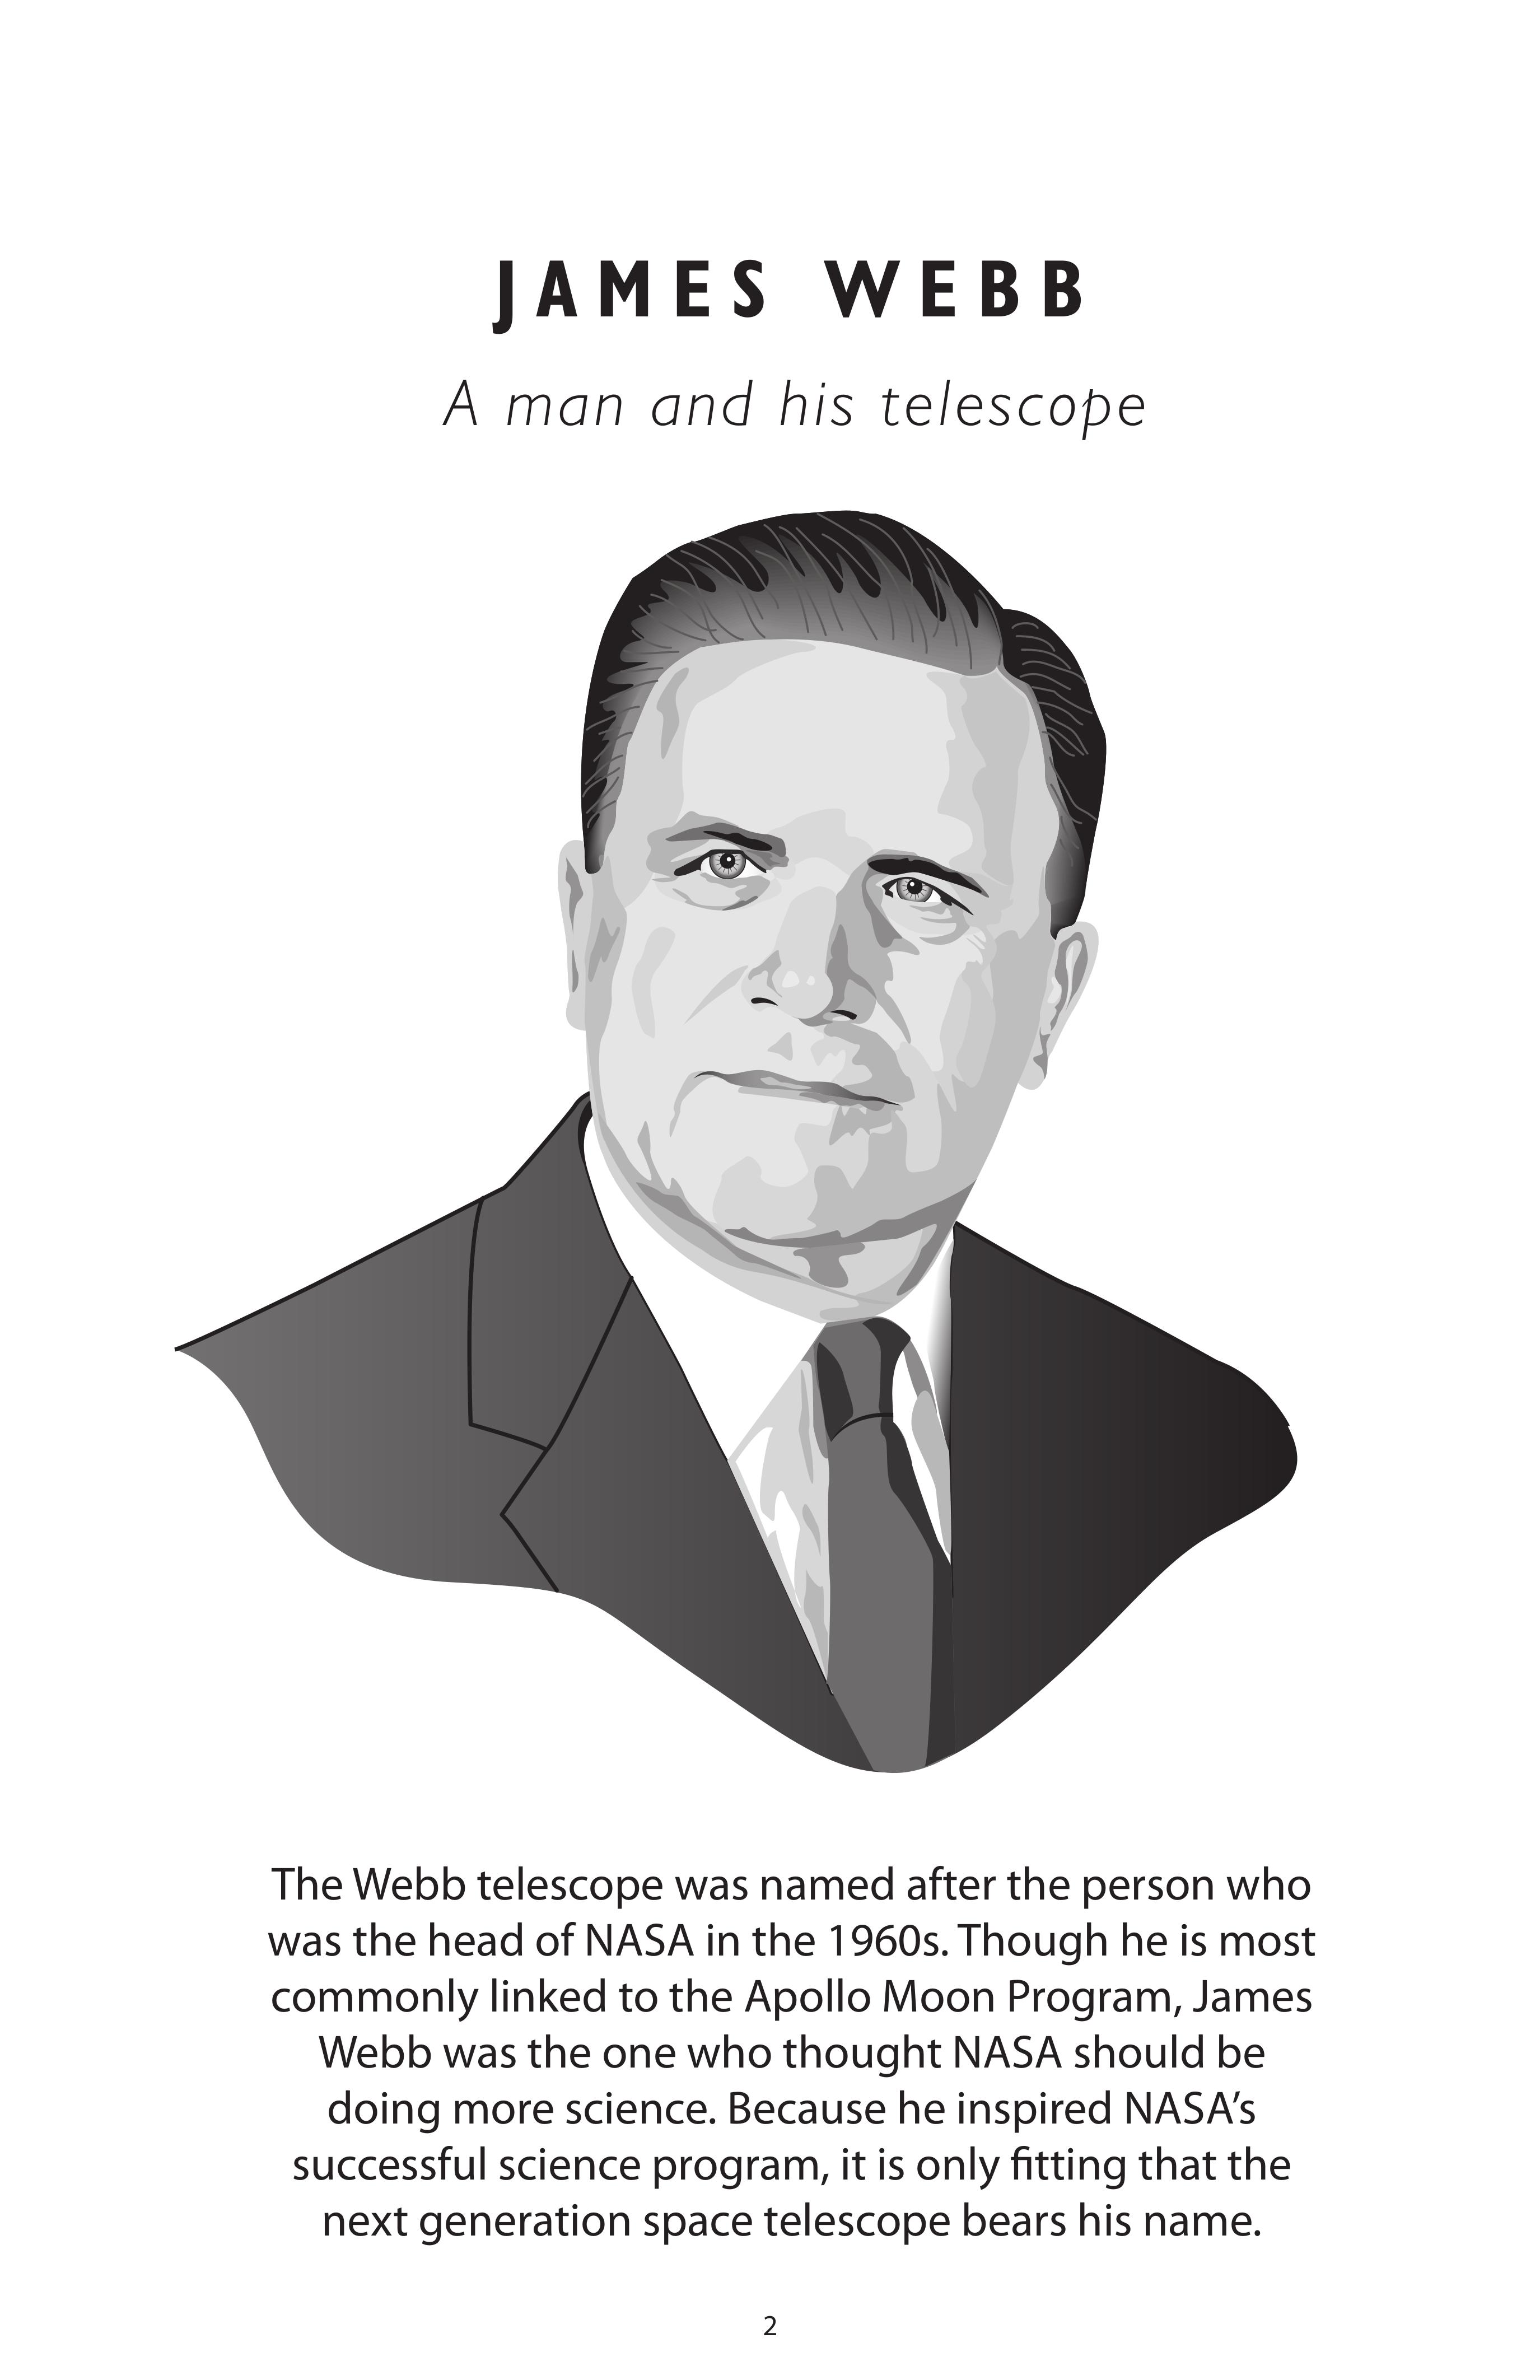 JAMES WEBB
A man and his telescope
The Webb telescope was named after the person who
was the head of NASA in the 1960s. Though he is most
commonly linked to the Apollo Moon Program, James
Webb was the one who thought NASA should be
doing more science. Because he inspired NASA’s
successful science program, it is only fitting that the
next generation space telescope bears his name.
2